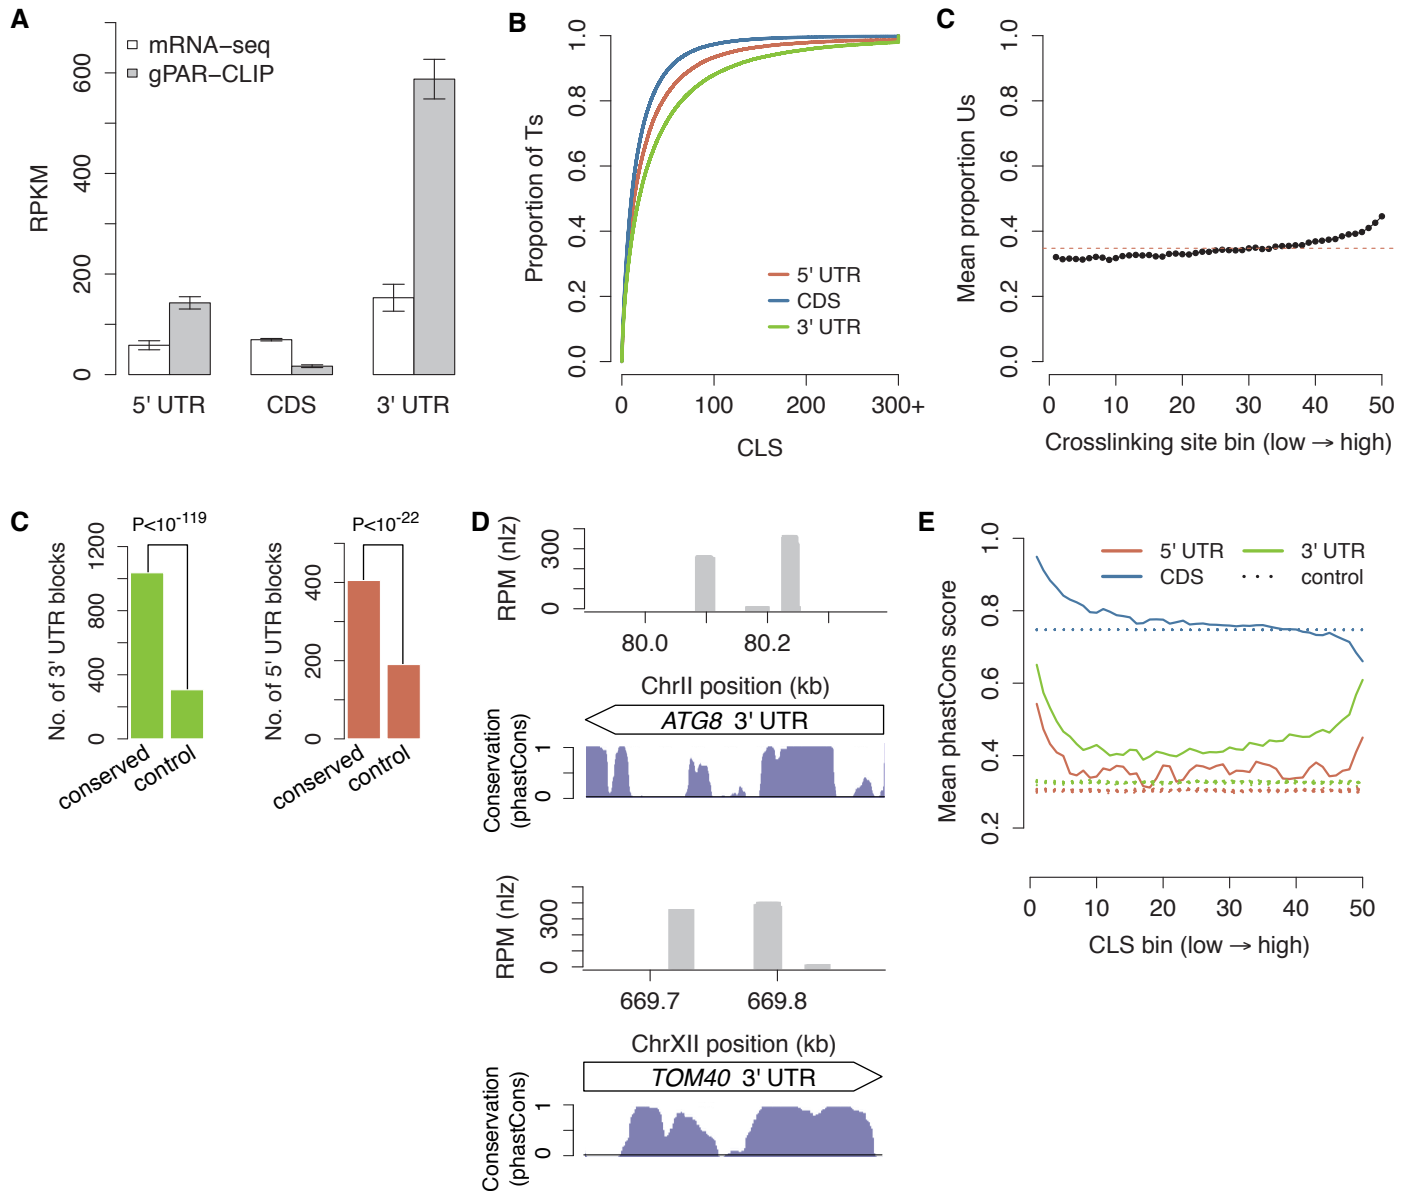 A
mRNA−seq
gPAR−CLIP
RPKM
0
200
400
600
5' UTR
CDS
3' UTR
B
Proportion of Ts
0.0
0.2
0.4
0.6
0.8
1.0
5' UTR
CDS
3' UTR
0
100
200
300+
CLS
C
Mean proportion Us
0.0
0.2
0.4
0.6
0.8
1.0
0
10
20
30
40
50
Crosslinking site bin (low → high)
C
P<10-119
No. of 3' UTR blocks
0
400
800
1200
conserved
control
P<10-22
No. of 5' UTR blocks
0
200
400
conserved
control
D
RPM (nlz)
0
300
80.0
80.2
ChrII position (kb)
ATG8 3' UTR
Conservation
(phastCons)
0
1
RPM (nlz)
0
300
669.7
669.8
ChrXII position (kb)
TOM40 3' UTR
Conservation
(phastCons)
0
1
E
Mean phastCons score
0.2
0.4
0.6
0.8
1.0
5' UTR
3' UTR
CDS
control
0
10
20
30
40
50
CLS bin (low → high)